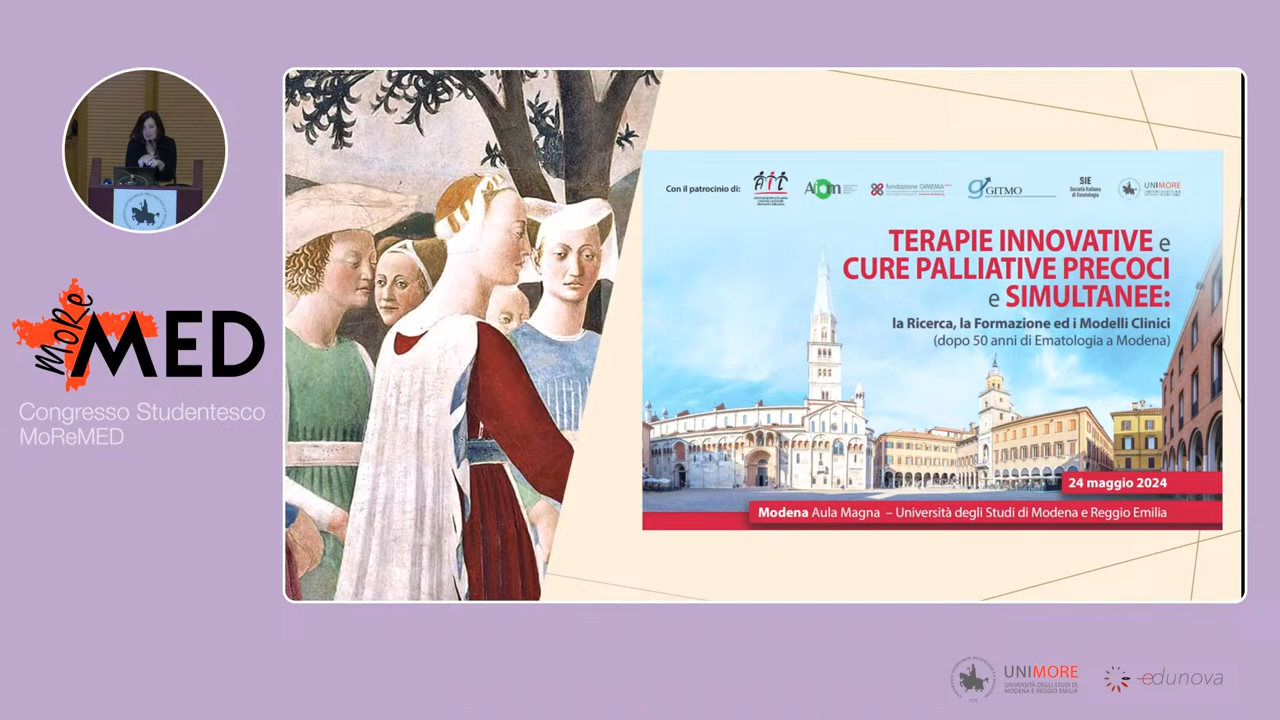 MoRe
MED
Congresso Studentesco
MoReMED
Con il patrocinio di:
AIL
fondazione GIMEMA
GITMO
SIE
Società Italiana
di Ematologia
UNIMORE
TERAPIE INNOVATIVE e
CURE PALLIATIVE PRECOCI
e SIMULTANEE:
la Ricerca, la Formazione ed i Modelli Clinici
(dopo 50 anni di Ematologia a Modena)
24 maggio 2024
Modena Aula Magna – Università degli Studi di Modena e Reggio Emilia
UNIMORE
UNIVERSITÀ DEGLI STUDI DI
MODENA E REGGIO EMILIA
edunova